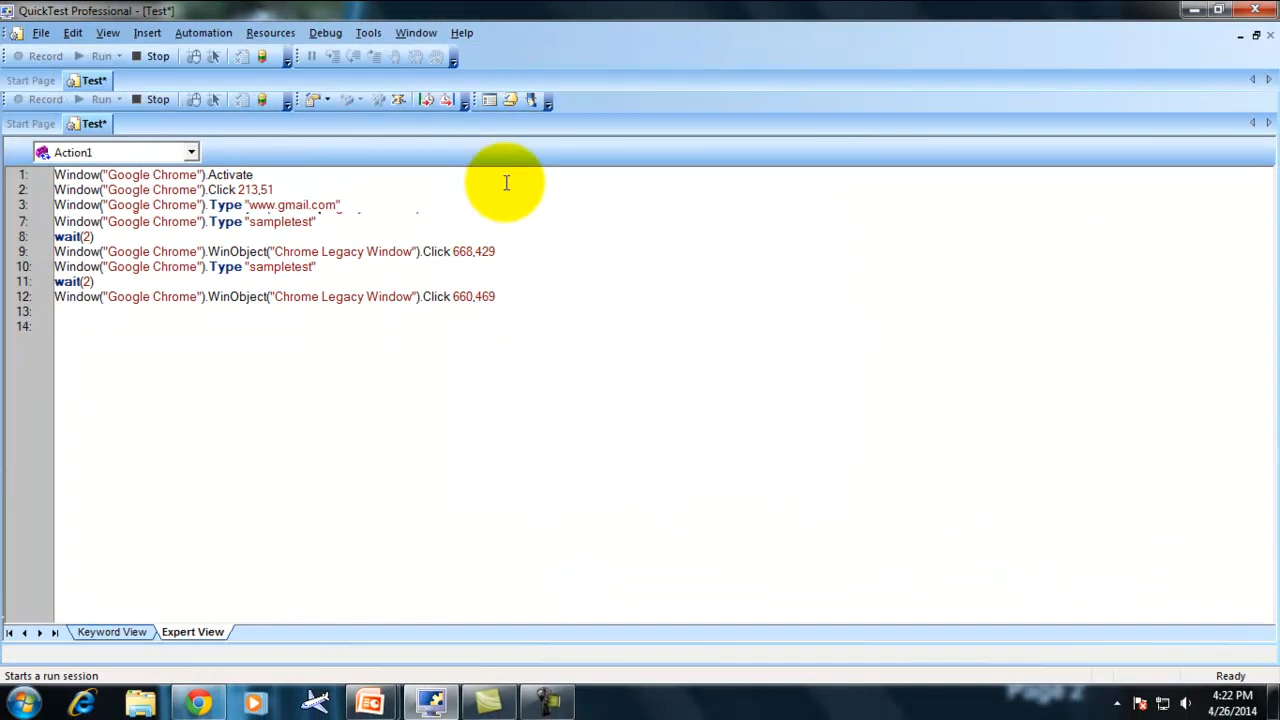 QuickTest Professional - [Test*]
File Edit View Insert Automation Resources Debug Tools Window Help
Record Run Stop
Start Page Test*
Record Run Stop
Start Page Test*
Action1
1: Window("Google Chrome").Activate
2: Window("Google Chrome").Click 213,51
3: Window("Google Chrome").Type "www.gmail.com"
7: Window("Google Chrome").Type "sampletest"
8: wait(2)
9: Window("Google Chrome").WinObject("Chrome Legacy Window").Click 668,429
10: Window("Google Chrome").Type "sampletest"
11: wait(2)
12: Window("Google Chrome").WinObject("Chrome Legacy Window").Click 660,469
13:
14:
Keyword View Expert View
Starts a run session Ready
4:22 PM
4/26/2014